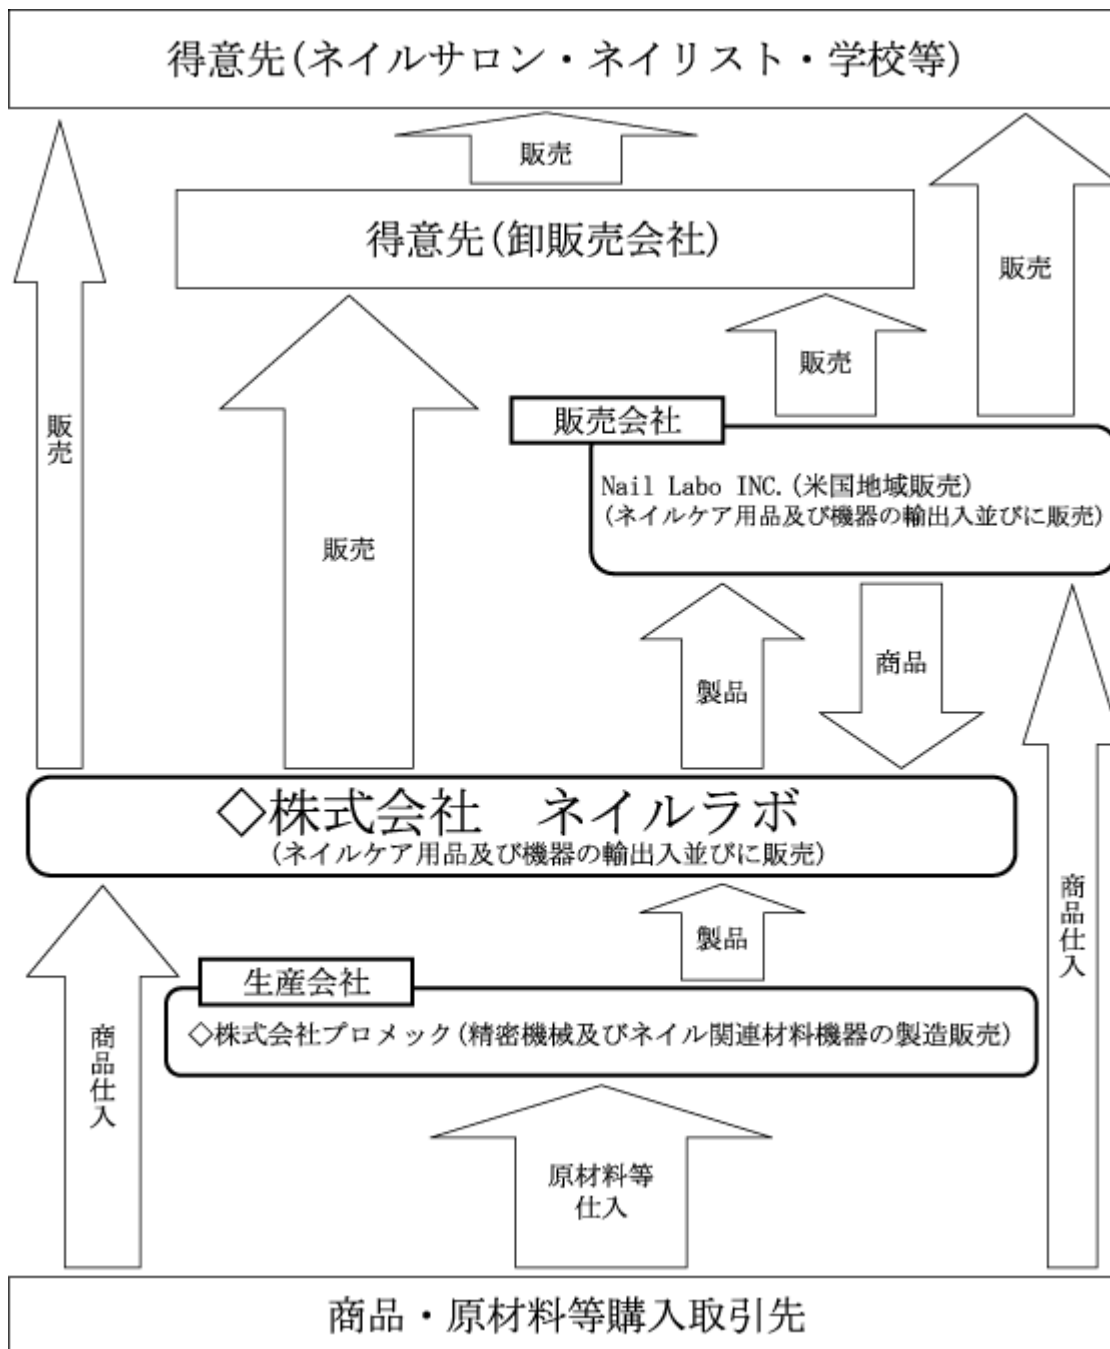 得意先(ネイルサロン・ネイリスト・学校等)
販売
得意先(卸販売会社)
販売
販売
販売
販売
販売会社
Nail Labo INC.(米国地域販売)
(ネイルケア用品及び機器の輸出入並びに販売)
製品
商品
◇株式会社　ネイルラボ
(ネイルケア用品及び機器の輸出入並びに販売)
商品仕入
製品
生産会社
◇株式会社プロメック(精密機械及びネイル関連材料機器の製造販売)
商品仕入
原材料等
仕入
商品・原材料等購入取引先